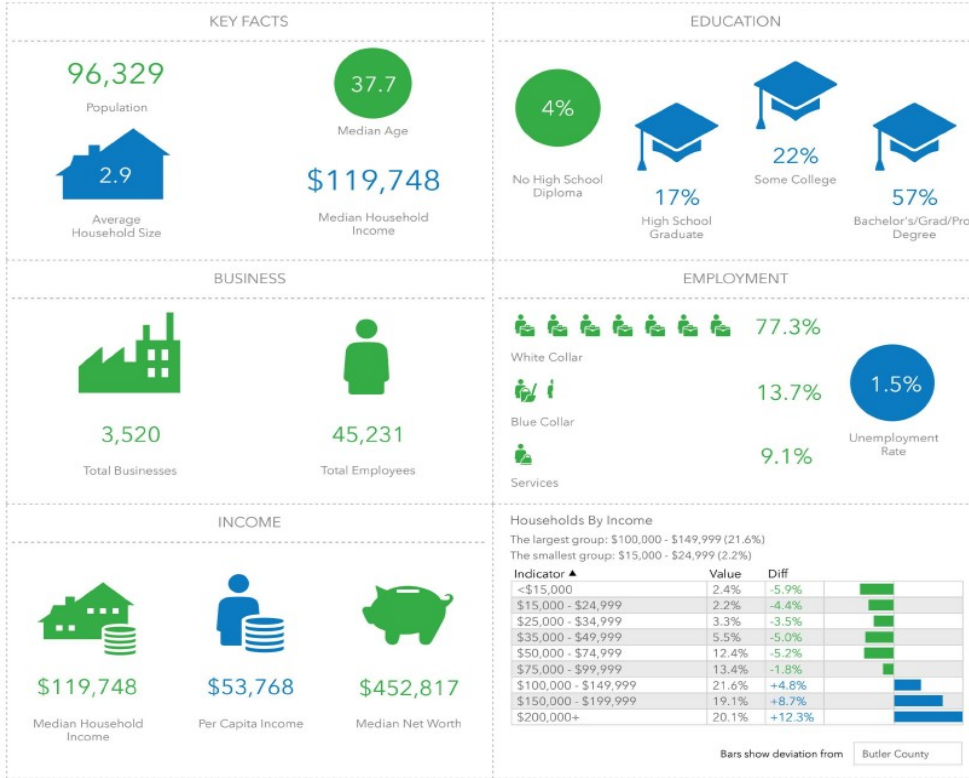 KEY FACTS
96,329
Population
37.7
Median Age
2.9
Average
Household Size
$119,748
Median Household
Income
EDUCATION
4%
No High School
Diploma
17%
High School
Graduate
22%
Some College
57%
Bachelor's/Grad/Pro
Degree
BUSINESS
3,520
Total Businesses
45,231
Total Employees
EMPLOYMENT
77.3%
White Collar
13.7%
Blue Collar
9.1%
Services
1.5%
Unemployment
Rate
INCOME
$119,748
Median Household
Income
$53,768
Per Capita Income
$452,817
Median Net Worth
Households By Income
The largest group: $100,000 - $149,999 (21.6%)
The smallest group: $15,000 - $24,999 (2.2%)
Indicator ▲ Value Diff
<$15,000 2.4% -5.9%
$15,000 - $24,999 2.2% -4.4%
$25,000 - $34,999 3.3% -3.5%
$35,000 - $49,999 5.5% -5.0%
$50,000 - $74,999 12.4% -5.2%
$75,000 - $99,999 13.4% -1.8%
$100,000 - $149,999 21.6% +4.8%
$150,000 - $199,999 19.1% +8.7%
$200,000+ 20.1% +12.3%
Bars show deviation from Butler County